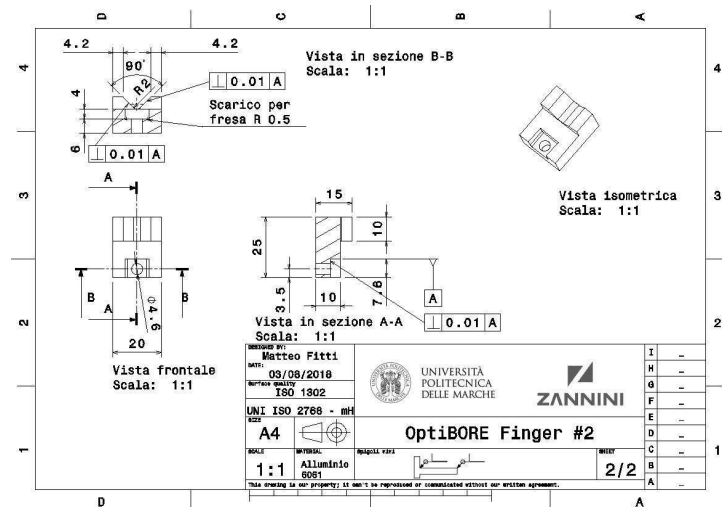 D
C
B
A
4
4
4.2
4.2
90°
R2
⊥ 0.01 A
Vista in sezione B-B
Scala: 1:1
4
Scarico per
fresa R 0.5
6
⊥ 0.01 A
A
3
3
15
Vista isometrica
Scala: 1:1
25
10
B
B
A
3.5
10
7.6
A
⊥ 0.01 A
Ø4.6
20
2
2
Vista in sezione A-A
Scala: 1:1
Vista frontale
Scala: 1:1
DESIGNED BY:
Matteo Fitti
DATE:
03/08/2018
Surface quality
ISO 1302
UNI ISO 2768 - mH
UNIVERSITÀ
POLITECNICA
DELLE MARCHE
ZANNINI
SIZE
A4
OptiBORE Finger #2
SCALE
1:1
MATERIAL
Alluminio
6061
Spigoli vivi
SHEET
2/2
I -
H -
G -
F -
E -
D -
C -
B -
A -
1
1
This drawing is our property; it can't be reproduced or communicated without our written agreement.
D
A